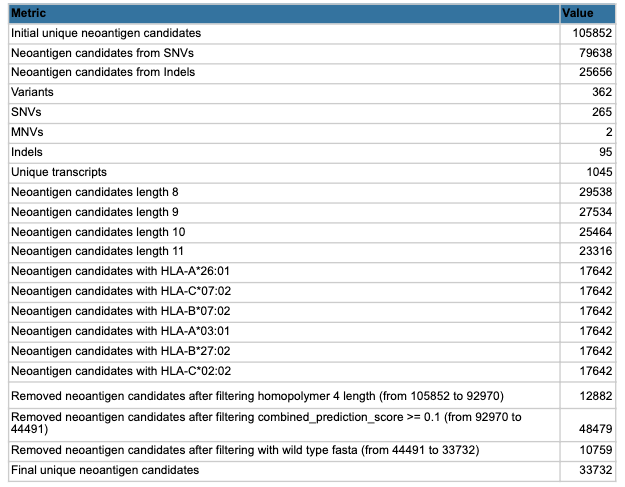 Metric Value
Initial unique neoantigen candidates 105852
Neoantigen candidates from SNVs 79638
Neoantigen candidates from Indels 25656
Variants 362
SNVs 265
MNVs 2
Indels 95
Unique transcripts 1045
Neoantigen candidates length 8 29538
Neoantigen candidates length 9 27534
Neoantigen candidates length 10 25464
Neoantigen candidates length 11 23316
Neoantigen candidates with HLA-A*26:01 17642
Neoantigen candidates with HLA-C*07:02 17642
Neoantigen candidates with HLA-B*07:02 17642
Neoantigen candidates with HLA-A*03:01 17642
Neoantigen candidates with HLA-B*27:02 17642
Neoantigen candidates with HLA-C*02:02 17642
Removed neoantigen candidates after filtering homopolymer 4 length (from 105852 to 92970) 12882
Removed neoantigen candidates after filtering combined_prediction_score >= 0.1 (from 92970 to
44491) 48479
Removed neoantigen candidates after filtering with wild type fasta (from 44491 to 33732) 10759
Final unique neoantigen candidates 33732